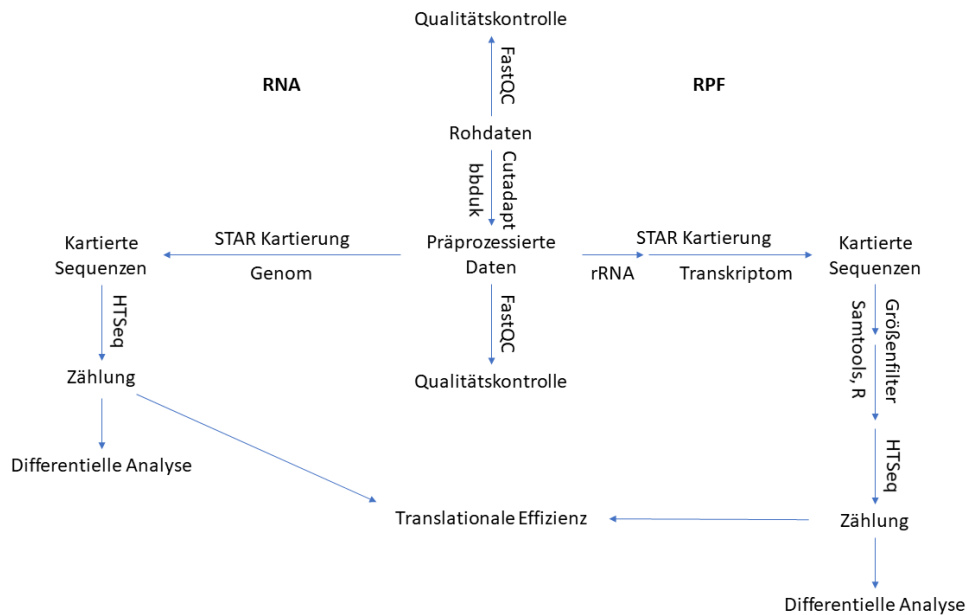 Qualitätskontrolle
FastQC
RNA
RPF
Rohdaten
Cutadapt
bbduk
STAR Kartierung
Genom
Präprozessierte
Daten
STAR Kartierung
rRNA
Transkriptom
Kartierte
Sequenzen
Kartierte
Sequenzen
HTSeq
FastQC
Größenfilter
Samtools, R
Zählung
Qualitätskontrolle
HTSeq
Differentielle Analyse
Translationale Effizienz
Zählung
Differentielle Analyse